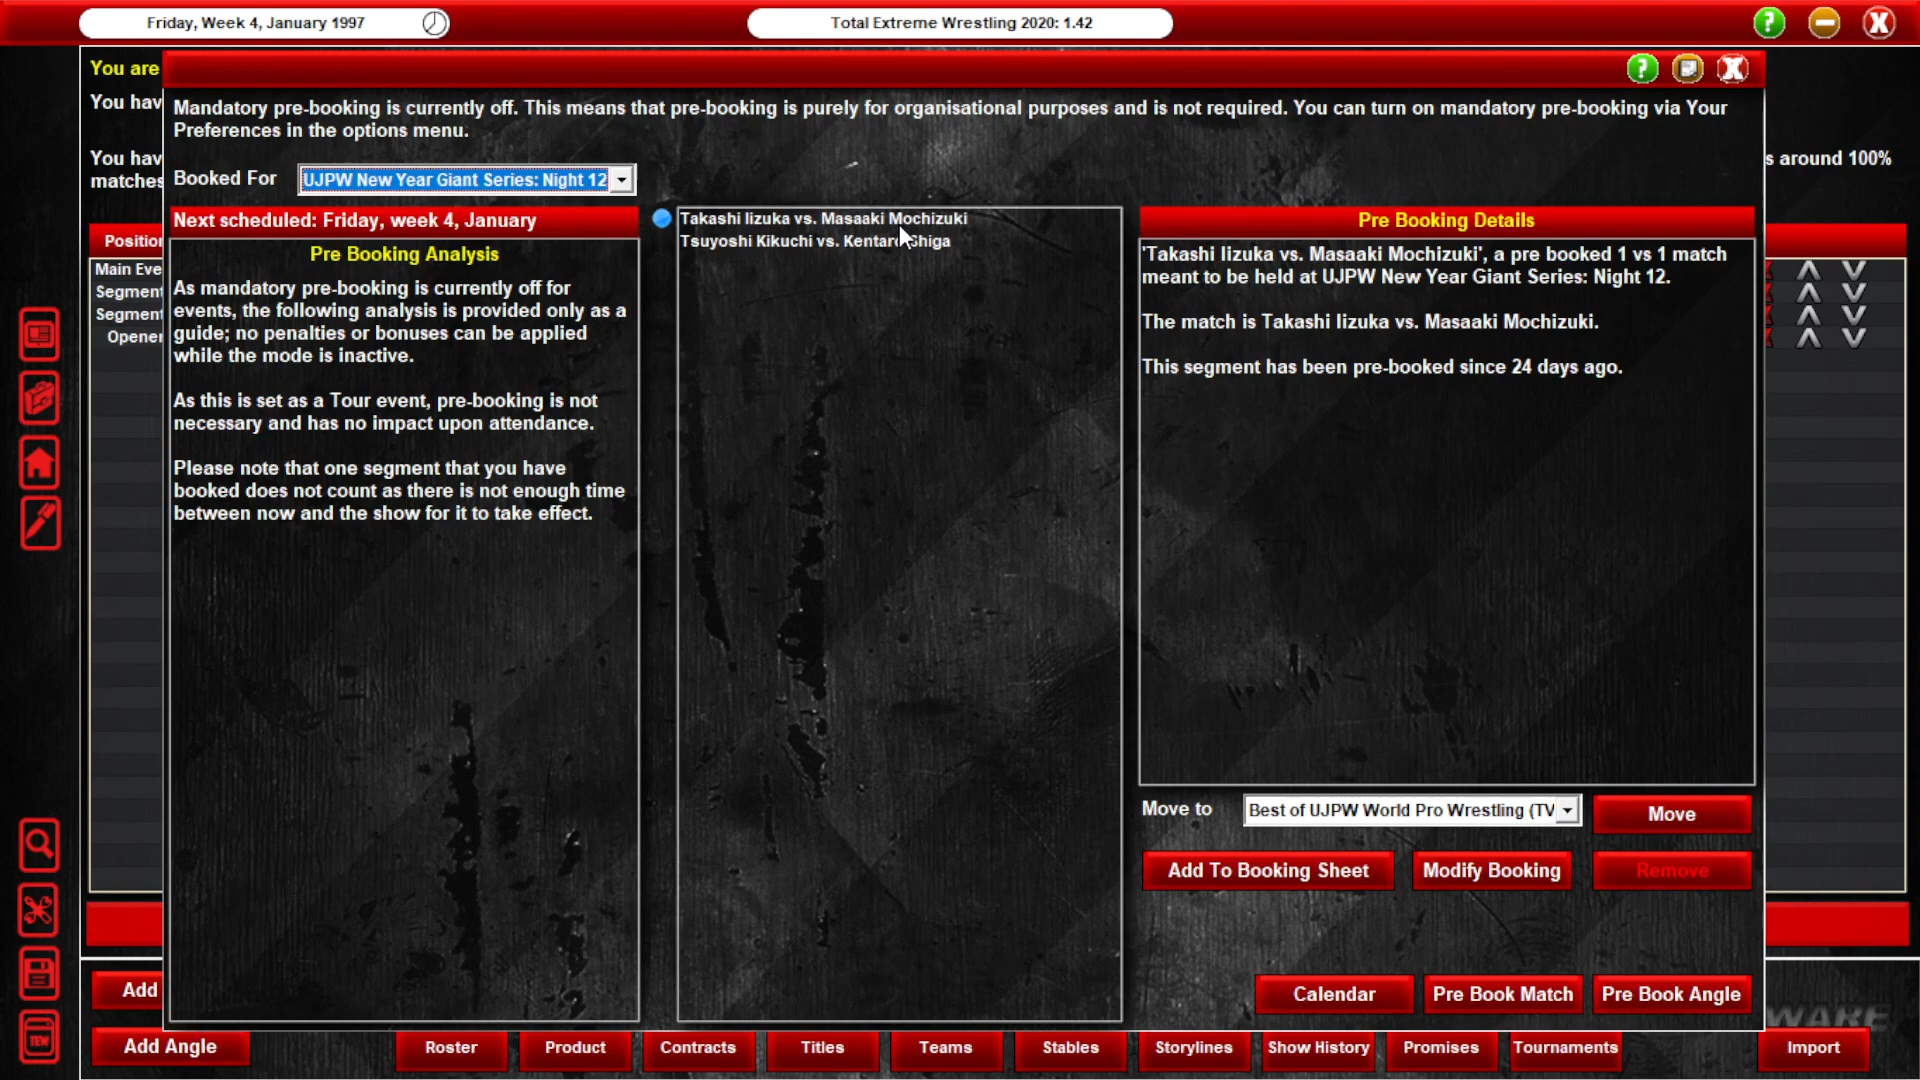 Friday, Week 4, January 1997
Total Extreme Wrestling 2020: 1.42
You are
You hav
You hav
matches
s around 100%
Mandatory pre-booking is currently off. This means that pre-booking is purely for organisational purposes and is not required. You can turn on mandatory pre-booking via Your
Preferences in the options menu.
Booked For
UJPW New Year Giant Series: Night 12
Next scheduled: Friday, week 4, January
Pre Booking Analysis
As mandatory pre-booking is currently off for
events, the following analysis is provided only as a
guide; no penalties or bonuses can be applied
while the mode is inactive.
As this is set as a Tour event, pre-booking is not
necessary and has no impact upon attendance.
Please note that one segment that you have
booked does not count as there is not enough time
between now and the show for it to take effect.
Takashi Iizuka vs. Masaaki Mochizuki
Tsuyoshi Kikuchi vs. Kentaro Shiga
Pre Booking Details
'Takashi Iizuka vs. Masaaki Mochizuki', a pre booked 1 vs 1 match
meant to be held at UJPW New Year Giant Series: Night 12.
The match is Takashi Iizuka vs. Masaaki Mochizuki.
This segment has been pre-booked since 24 days ago.
Position
Main Eve
Segment
Segment
Opener
Move to
Best of UJPW World Pro Wrestling (TV
Move
Add To Booking Sheet
Modify Booking
Remove
Calendar
Pre Book Match
Pre Book Angle
Add
Add Angle
Roster
Product
Contracts
Titles
Teams
Stables
Storylines
Show History
Promises
Tournaments
Import
WARE
TEW